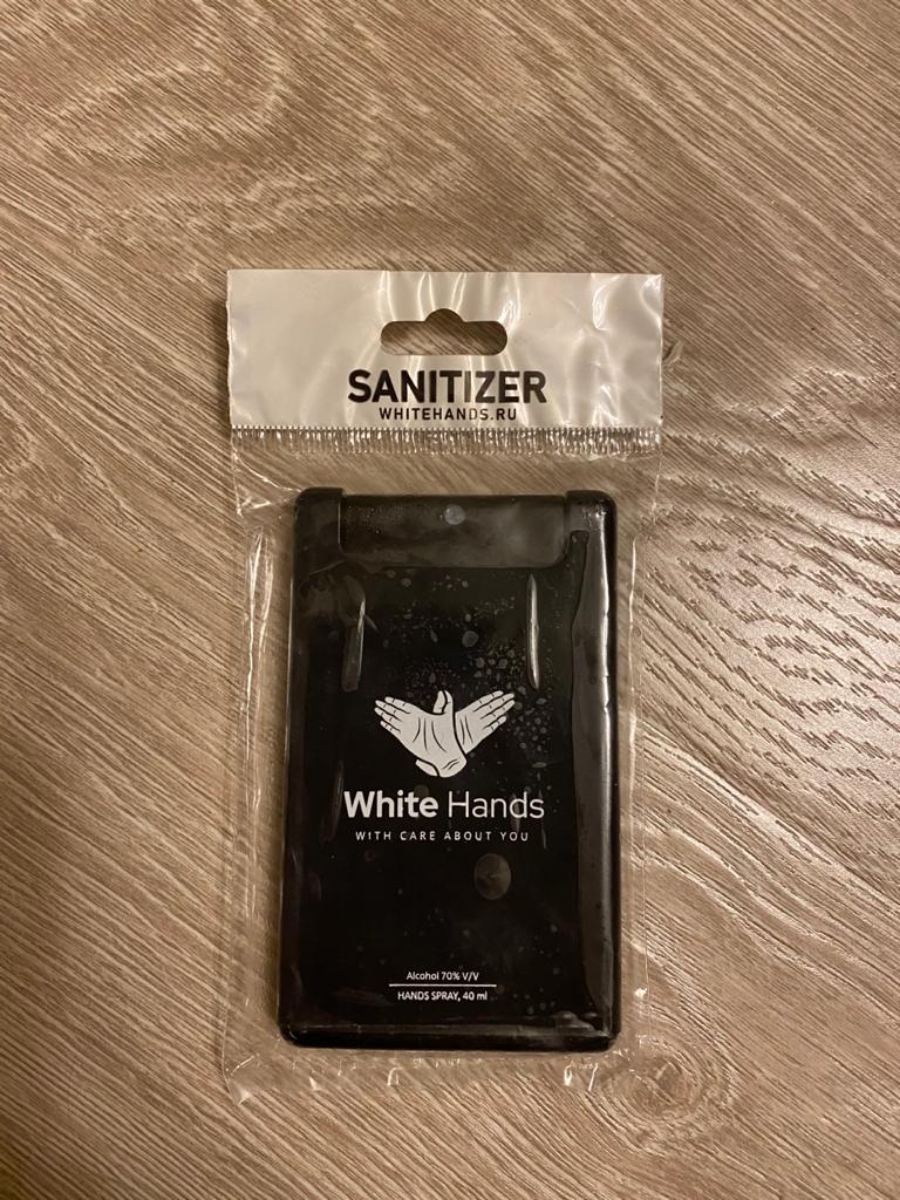 SANITIZER
WHITEHANDS.RU
White Hands
WITH CARE ABOUT YOU
Alcohol 70% V/V
HANDS SPRAY, 40 ml